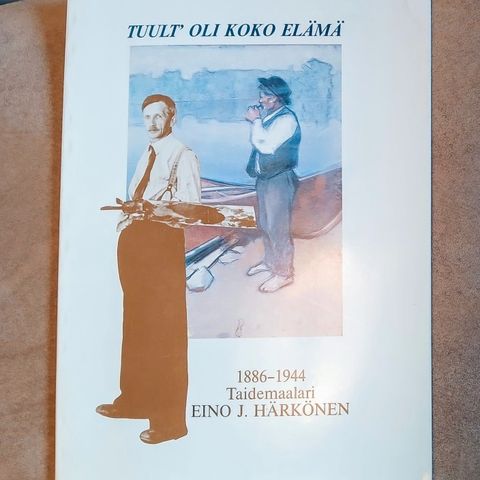 TUULT' OLI KOKO ELÄMÄ
1886-1944
Taidemaalari
EINO J. HÄRKÖNEN